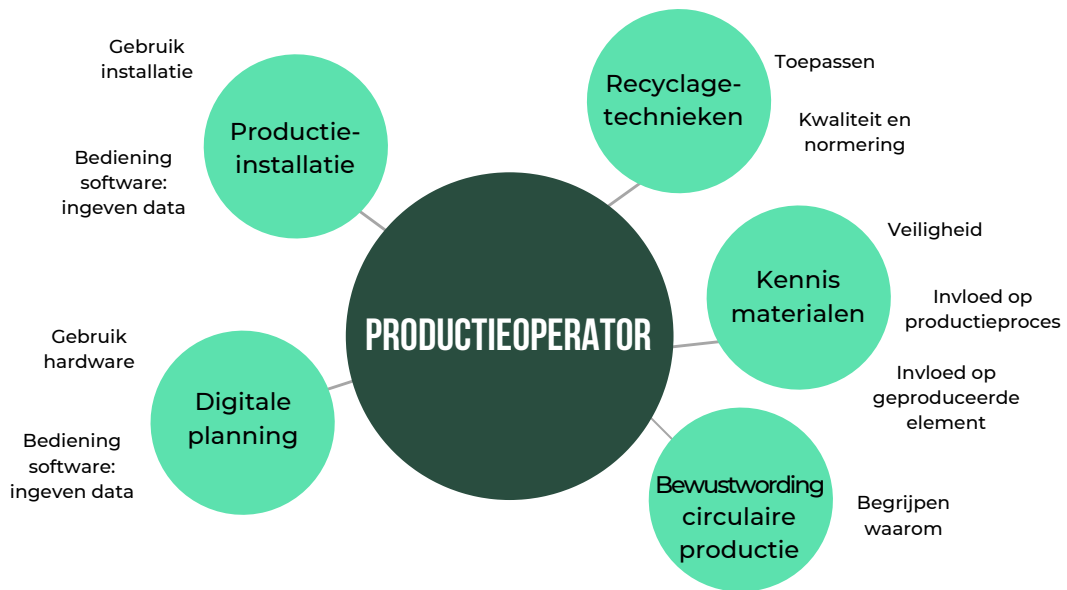 Gebruik
installatie
Productie-
installatie
Bediening
software:
ingeven data
Recyclage-
technieken
Toepassen
Kwaliteit en
normering
Kennis
materialen
Veiligheid
Invloed op
productieproces
Invloed op
geproduceerde
element
PRODUCTIEOPERATOR
Gebruik
hardware
Digitale
planning
Bediening
software:
ingeven data
Bewustwording
circulaire
productie
Begrijpen
waarom